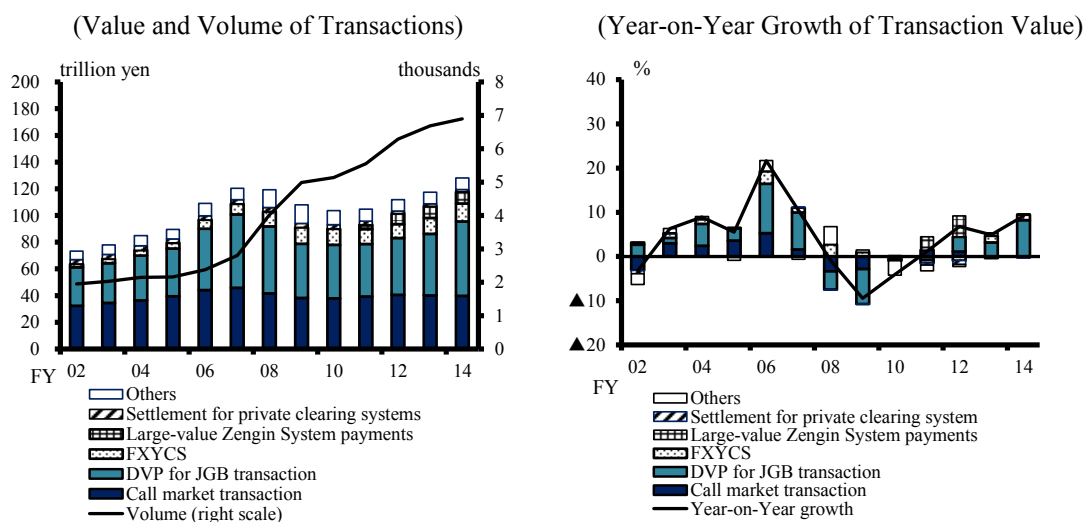 (Value and Volume of Transactions)
trillion yen
thousands
200
180
160
140
120
100
80
60
40
20
0
8
7
6
5
4
3
2
1
0
FY
02
04
06
08
10
12
14
Others
Settlement for private clearing systems
Large-value Zengin System payments
FXYCS
DVP for JGB transaction
Call market transaction
Volume (right scale)
(Year-on-Year Growth of Transaction Value)
%
40
30
20
10
0
▲ 10
▲ 20
FY
02
04
06
08
10
12
14
Others
Settlement for private clearing system
Large-value Zengin System payments
FXYCS
DVP for JGB transaction
Call market transaction
Year-on-Year growth